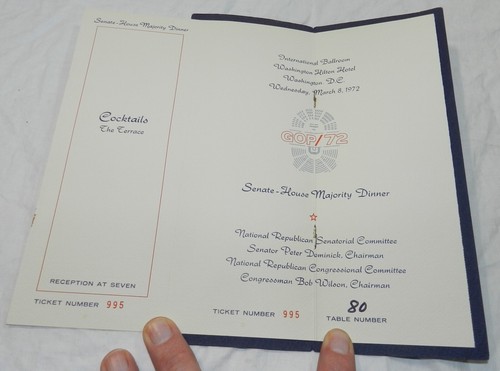 Senate-House Majority Dinner
Cocktails
The Terrace
RECEPTION AT SEVEN
TICKET NUMBER 995
International Ballroom
Washington Hilton Hotel
Washington D.C.
Wednesday, March 8, 1972
GOP/72
Senate-House Majority Dinner
National Republican Senatorial Committee
Senator Peter Dominick, Chairman
National Republican Congressional Committee
Congressman Bob Wilson, Chairman
TICKET NUMBER 995
80
TABLE NUMBER